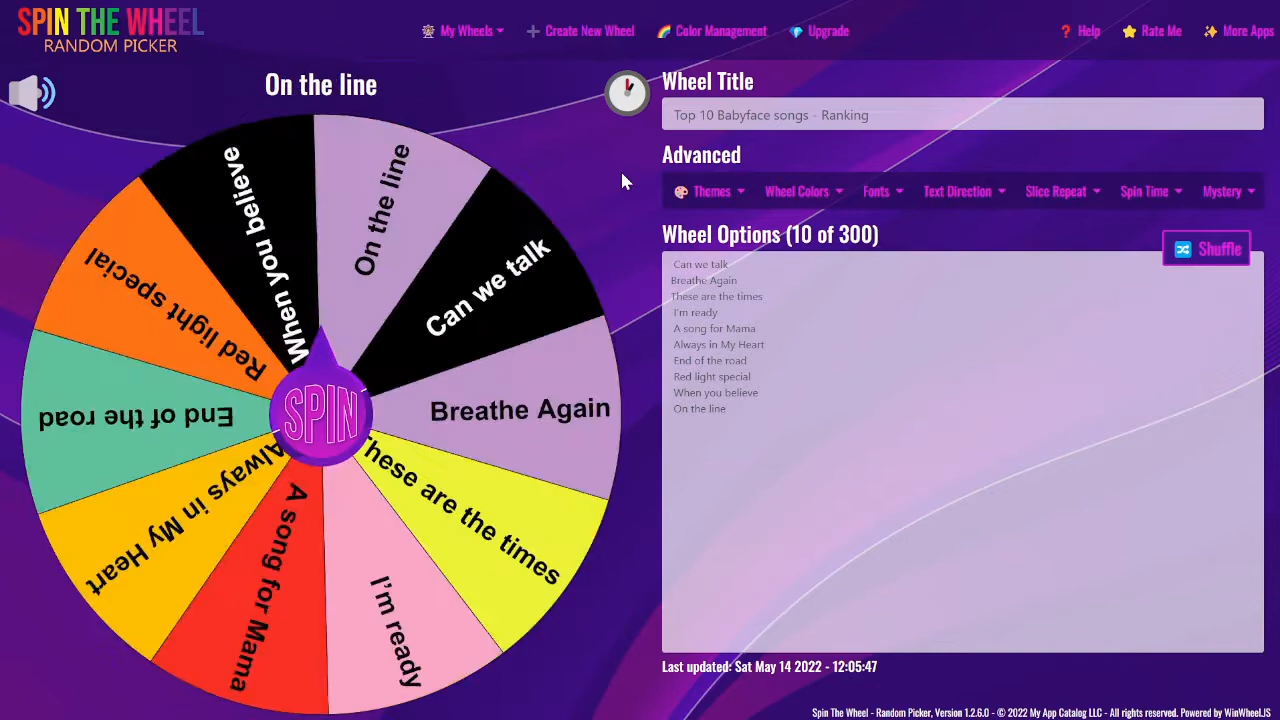 SPIN THE WHEEL
RANDOM PICKER
My Wheels
Create New Wheel
Color Management
Upgrade
Help
Rate Me
More Apps
On the line
When you believe
On the line
Can we talk
Breathe Again
These are the times
I'm ready
A song for Mama
Always in My Heart
End of the road
Red light special
SPIN
Wheel Title
Top 10 Babyface songs - Ranking
Advanced
Themes
Wheel Colors
Fonts
Text Direction
Slice Repeat
Spin Time
Mystery
Wheel Options (10 of 300)
Shuffle
Can we talk
Breathe Again
These are the times
I'm ready
A song for Mama
Always in My Heart
End of the road
Red light special
When you believe
On the line
Last updated: Sat May 14 2022 - 12:05:47
Spin The Wheel - Random Picker, Version 1.2.6.0 - © 2022 My App Catalog LLC - All rights reserved. Powered by WinWheel.JS